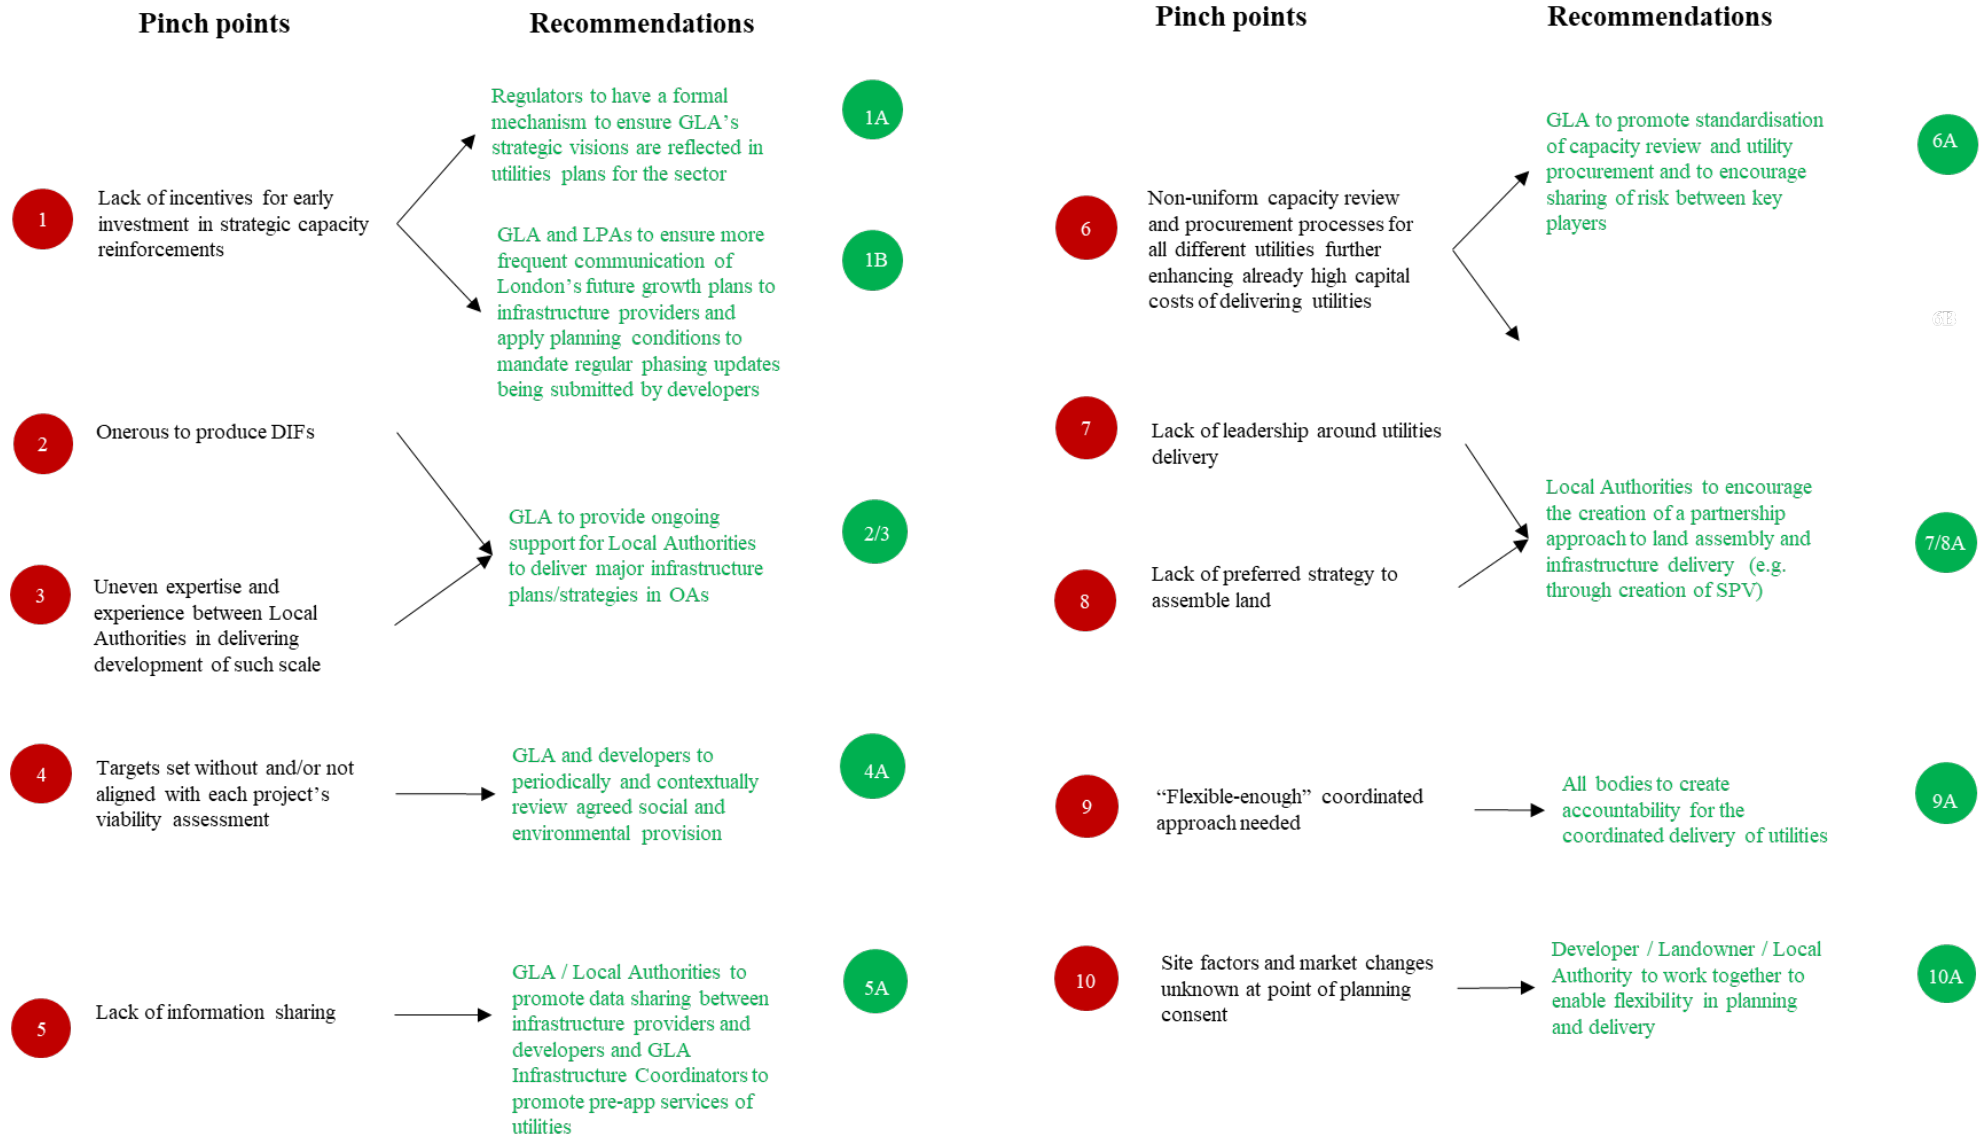 Pinch points
Recommendations
1
Lack of incentives for early
investment in strategic capacity
reinforcements
Regulators to have a formal
mechanism to ensure GLA's
strategic visions are reflected in
utilities plans for the sector
1A
GLA and LPAs to ensure more
frequent communication of
London's future growth plans to
infrastructure providers and
apply planning conditions to
mandate regular phasing updates
being submitted by developers
1B
2
Onerous to produce DIFs
3
Uneven expertise and
experience between Local
Authorities in delivering
development of such scale
GLA to provide ongoing
support for Local Authorities
to deliver major infrastructure
plans/strategies in OAs
2/3
4
Targets set without and/or not
aligned with each project's
viability assessment
GLA and developers to
periodically and contextually
review agreed social and
environmental provision
4A
5
Lack of information sharing
GLA / Local Authorities to
promote data sharing between
infrastructure providers and
developers and GLA
Infrastructure Coordinators to
promote pre-app services of
utilities
5A
Pinch points
Recommendations
6
Non-uniform capacity review
and procurement processes for
all different utilities further
enhancing already high capital
costs of delivering utilities
GLA to promote standardisation
of capacity review and utility
procurement and to encourage
sharing of risk between key
players
6A
6B
7
Lack of leadership around utilities
delivery
8
Lack of preferred strategy to
assemble land
Local Authorities to encourage
the creation of a partnership
approach to land assembly and
infrastructure delivery (e.g.
through creation of SPV)
7/8A
9
“Flexible-enough” coordinated
approach needed
All bodies to create
accountability for the
coordinated delivery of utilities
9A
10
Site factors and market changes
unknown at point of planning
consent
Developer / Landowner / Local
Authority to work together to
enable flexibility in planning
and delivery
10A